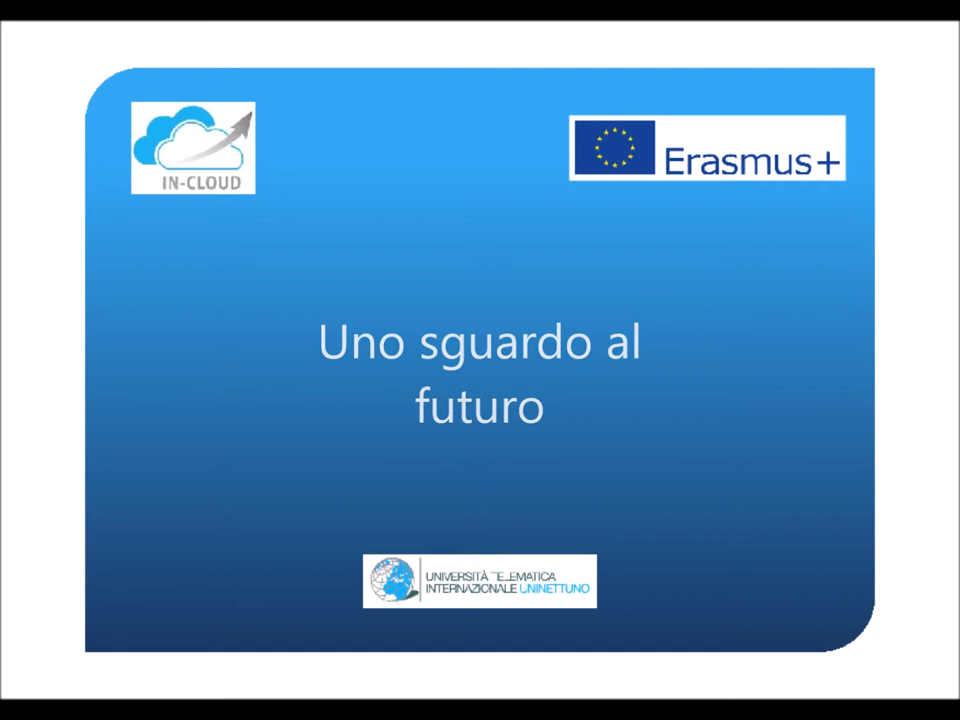 IN-CLOUD
Erasmus+
Uno sguardo al
futuro
UNIVERSITÀ TELEMATICA
INTERNAZIONALE UNINETTUNO